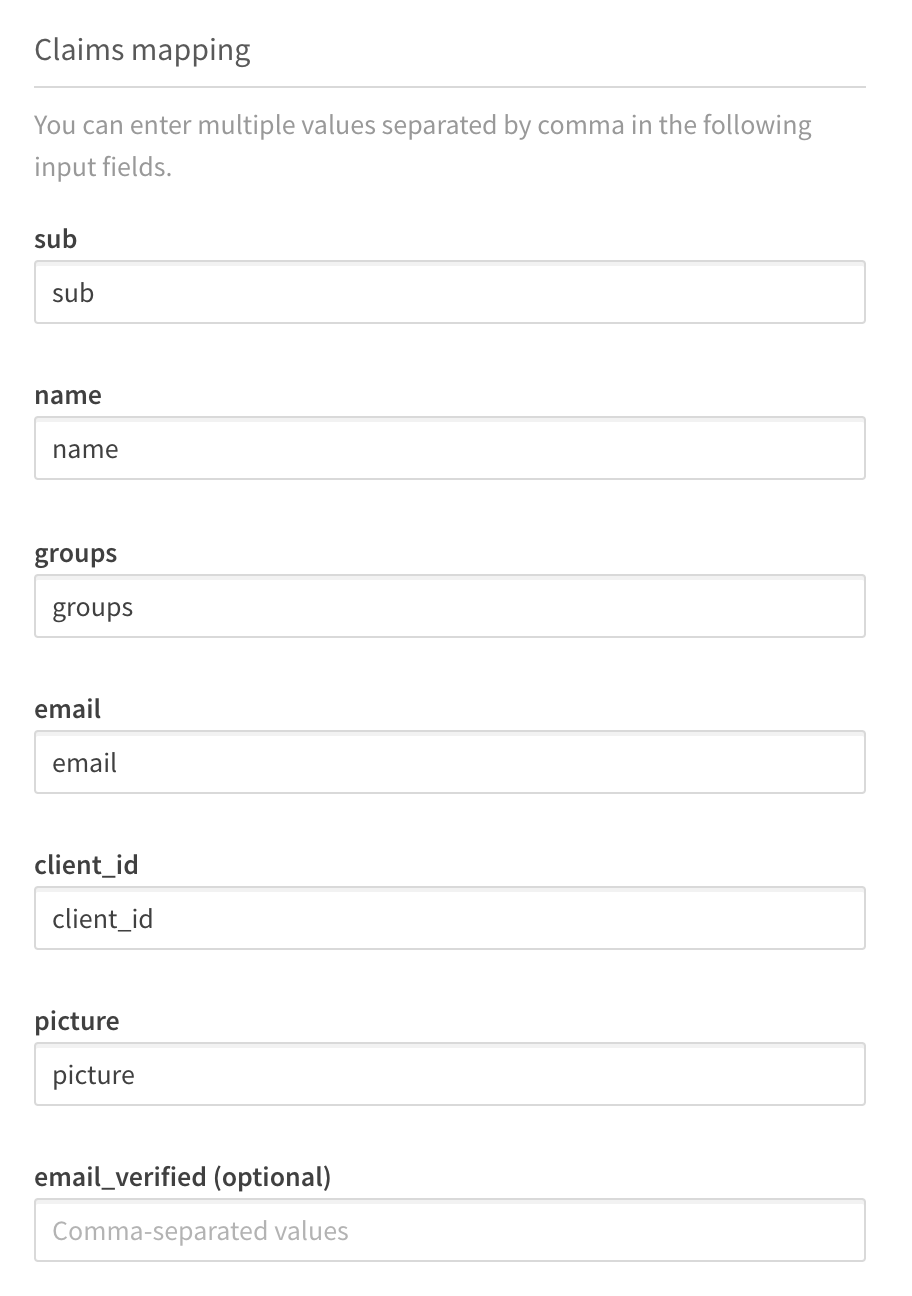 Claims mapping
You can enter multiple values separated by comma in the following
input fields.
sub
sub
name
name
groups
groups
email
email
client_id
client_id
picture
picture
email_verified (optional)
Comma-separated values